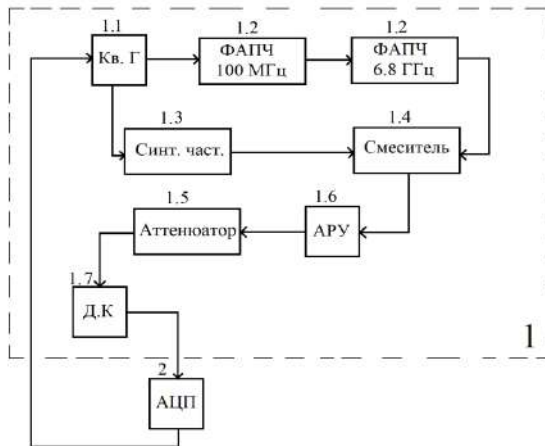 1.1
Кв. Г
1.2
ФАПЧ
100 МГц
1.2
ФАПЧ
6.8 ГГц
1.3
Синт. част.
1.4
Смеситель
1.5
Аттенюатор
1.6
АРУ
1.7
Д.К
1
2
АЦП